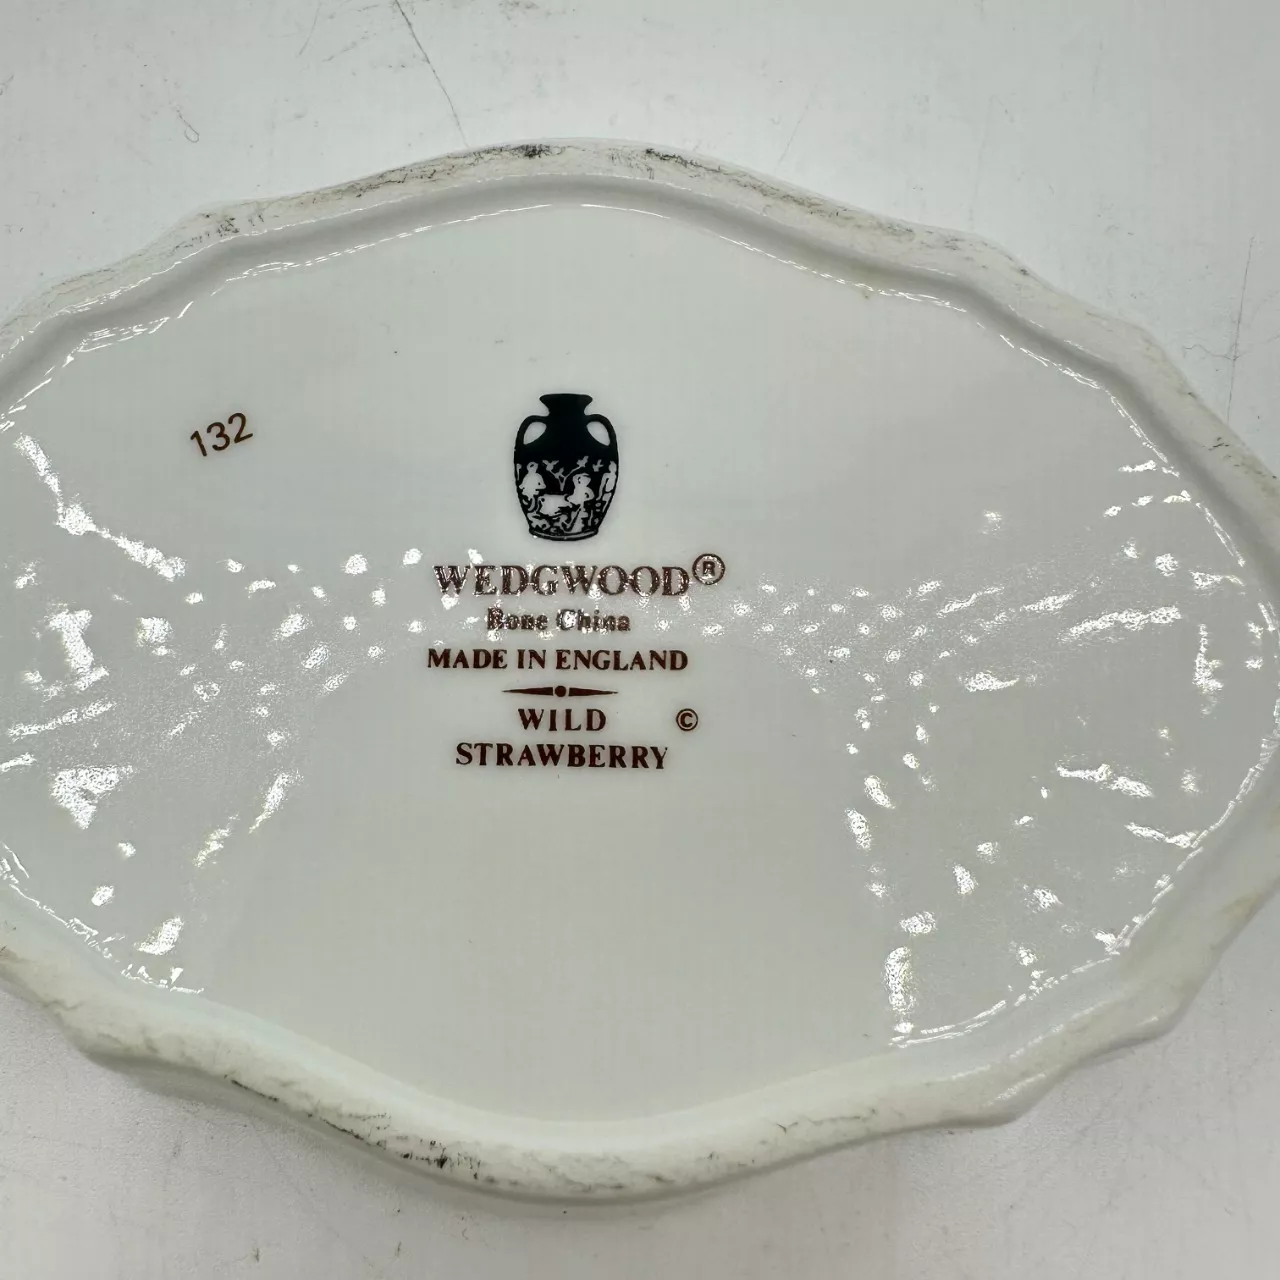 132
WEDGWOOD®
Bone China
MADE IN ENGLAND
WILD ©
STRAWBERRY